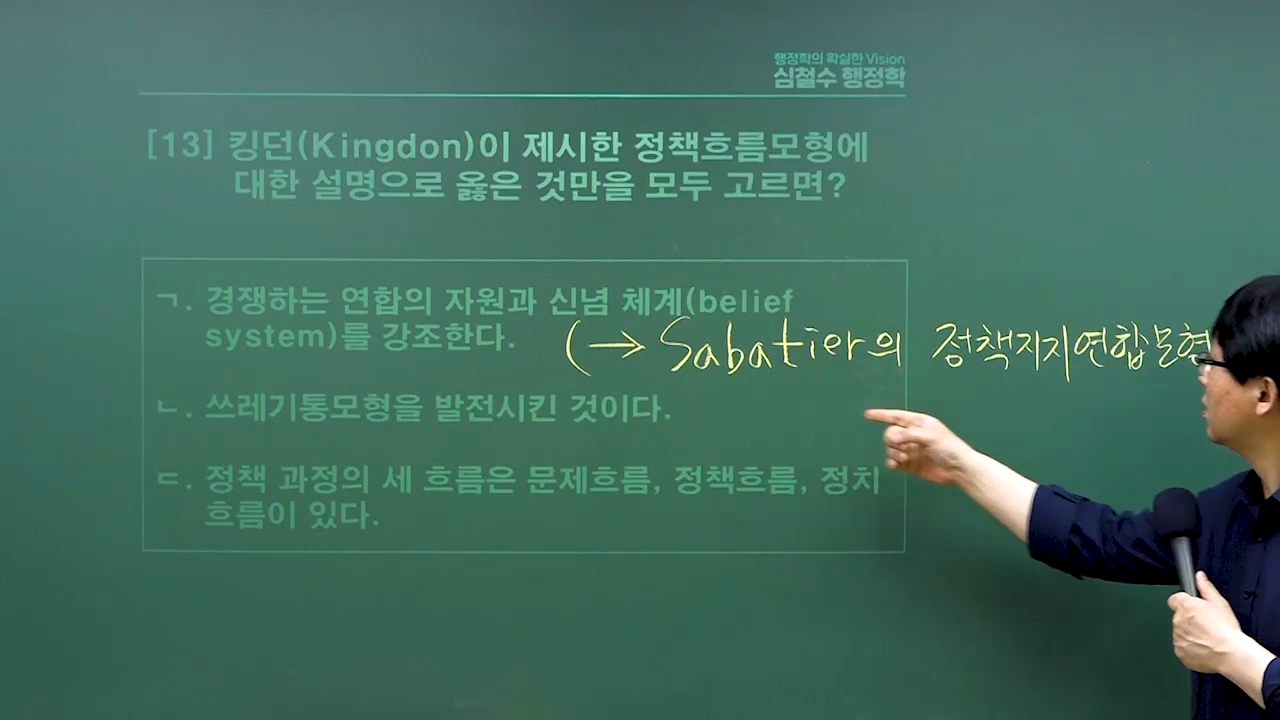 행정학의 확실한 Vision
심철수 행정학
[13] 킹던(Kingdon)이 제시한 정책흐름모형에
대한 설명으로 옳은 것만을 모두 고르면?
ㄱ. 경쟁하는 연합의 자원과 신념 체계(belief
system)를 강조한다.
(→ Sabatier의 정책지지연합모형
ㄴ. 쓰레기통모형을 발전시킨 것이다.
ㄷ. 정책 과정의 세 흐름은 문제흐름, 정책흐름, 정치
흐름이 있다.